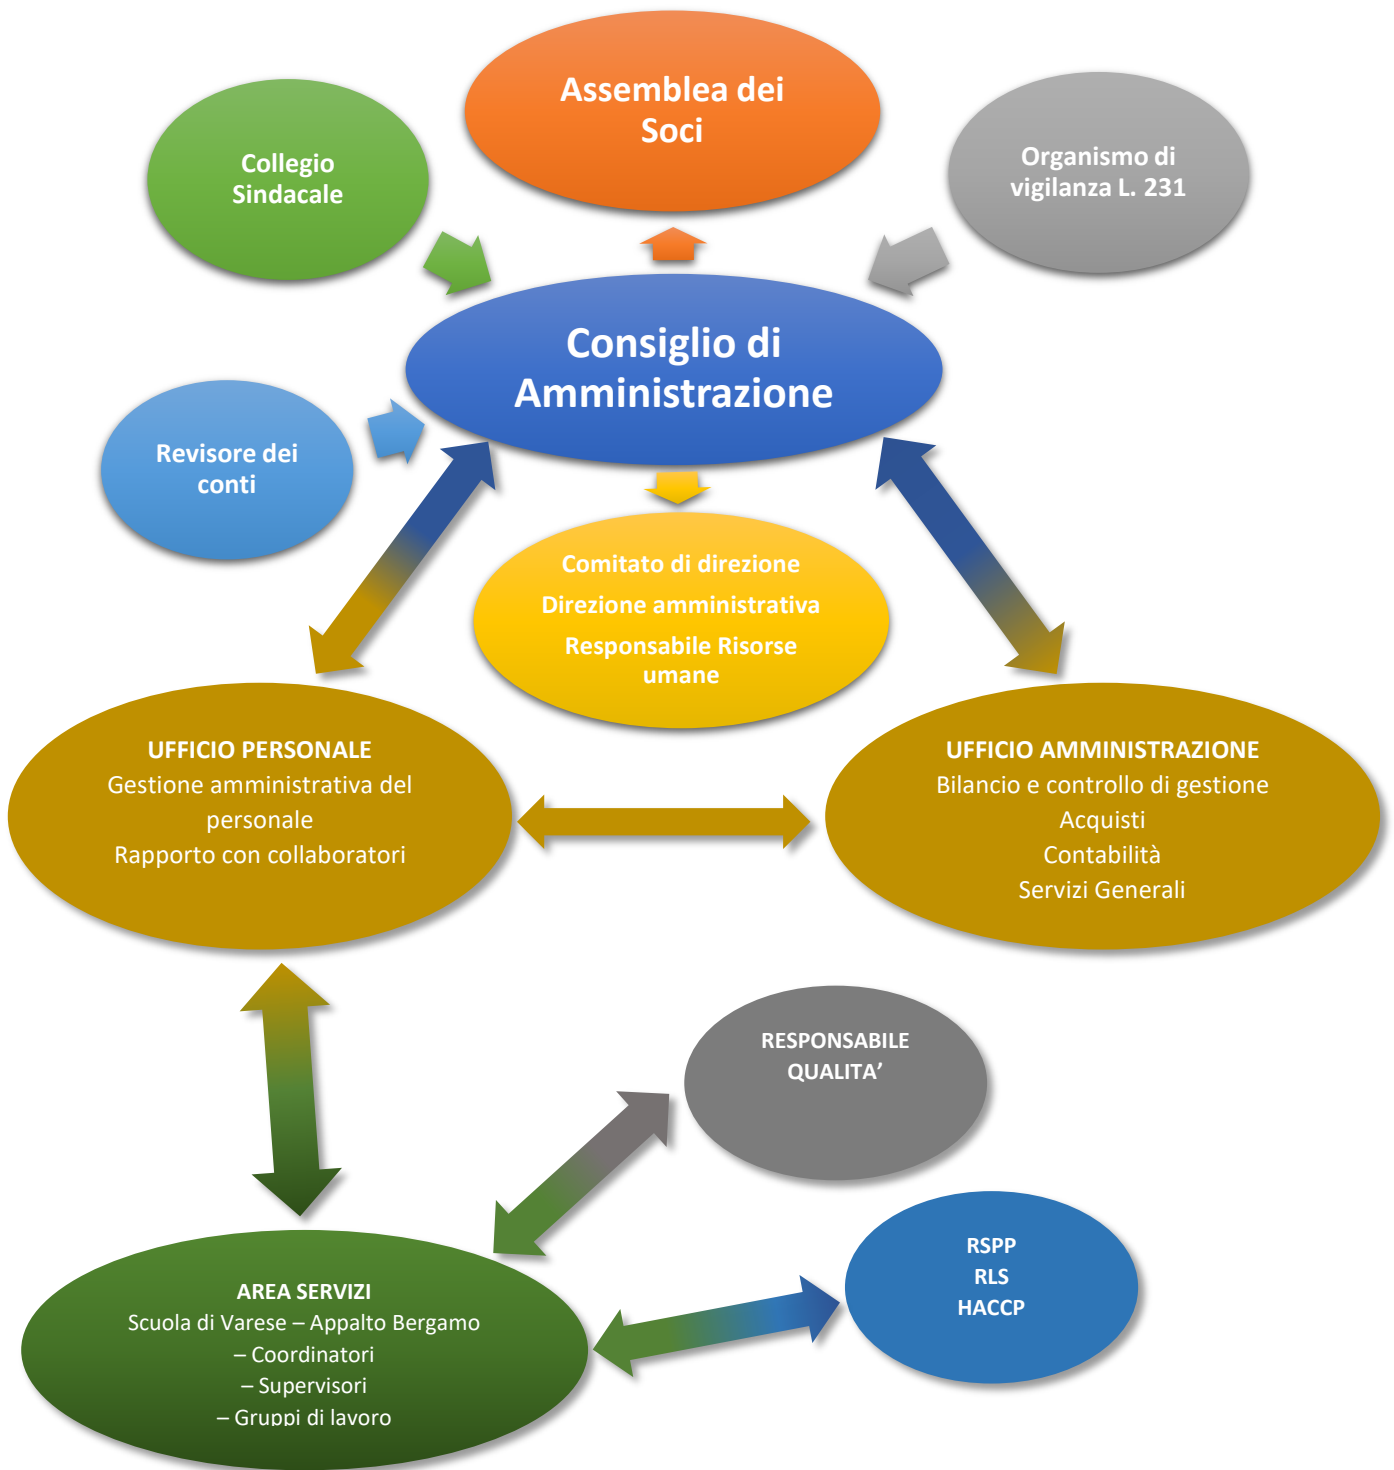 Assemblea dei
Soci
Collegio
Sindacale
Organismo di
vigilanza L. 231
Consiglio di
Amministrazione
Revisore dei
conti
Comitato di direzione
Direzione amministrativa
Responsabile Risorse
umane
UFFICIO PERSONALE
Gestione amministrativa del
personale
Rapporto con collaboratori
UFFICIO AMMINISTRAZIONE
Bilancio e controllo di gestione
Acquisti
Contabilità
Servizi Generali
RESPONSABILE
QUALITA’
RSPP
RLS
HACCP
AREA SERVIZI
Scuola di Varese – Appalto Bergamo
– Coordinatori
– Supervisori
– Gruppi di lavoro